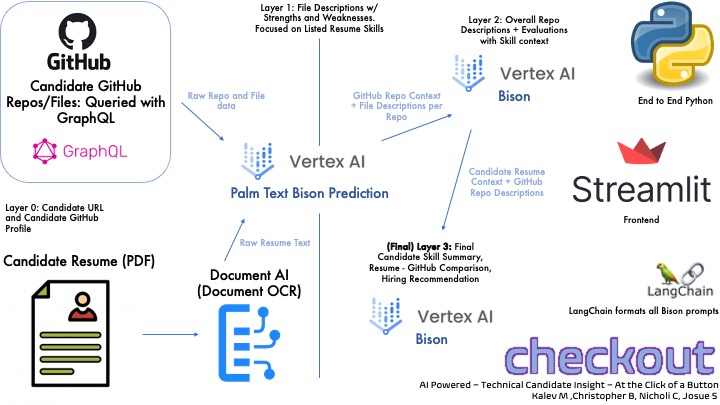 GitHub
Candidate GitHub
Repos/Files: Queried with
GraphQL
GraphQL
Layer 0: Candidate URL
and Candidate GitHub
Profile
Candidate Resume (PDF)
Raw Repo and File
data
Raw Resume Text
Document AI
(Document OCR)
Layer 1: File Descriptions w/
Strengths and Weaknesses.
Focused on Listed Resume Skills
Vertex AI
Palm Text Bison Prediction
GitHub Repo Context
+ File Descriptions per
Repo
Layer 2: Overall Repo
Descriptions + Evaluations
with Skill context
Vertex AI
Bison
Candidate Resume
Context + GitHub
Repo Descriptions
(Final) Layer 3: Final
Candidate Skill Summary,
Resume - GitHub Comparison,
Hiring Recommendation
Vertex AI
Bison
End to End Python
Streamlit
Frontend
LangChain
LangChain formats all Bison prompts
checkout
AI Powered – Technical Candidate Insight – At the Click of a Button
Kalev M ,Christopher B, Nicholi C, Josue S